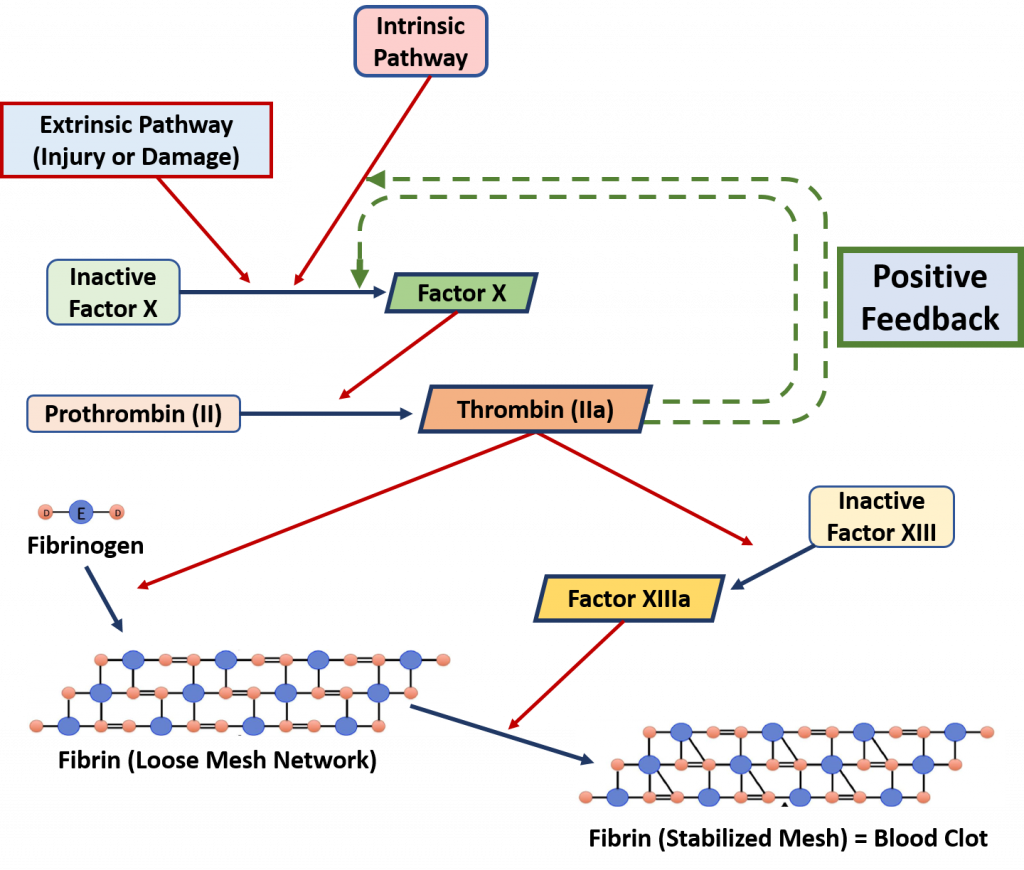 Intrinsic
Pathway
Extrinsic Pathway
(Injury or Damage)
Inactive
Factor X
Factor X
Positive
Feedback
Prothrombin (II)
Thrombin (IIa)
D E D
Fibrinogen
Inactive
Factor XIII
Factor XIIIa
Fibrin (Loose Mesh Network)
Fibrin (Stabilized Mesh) = Blood Clot